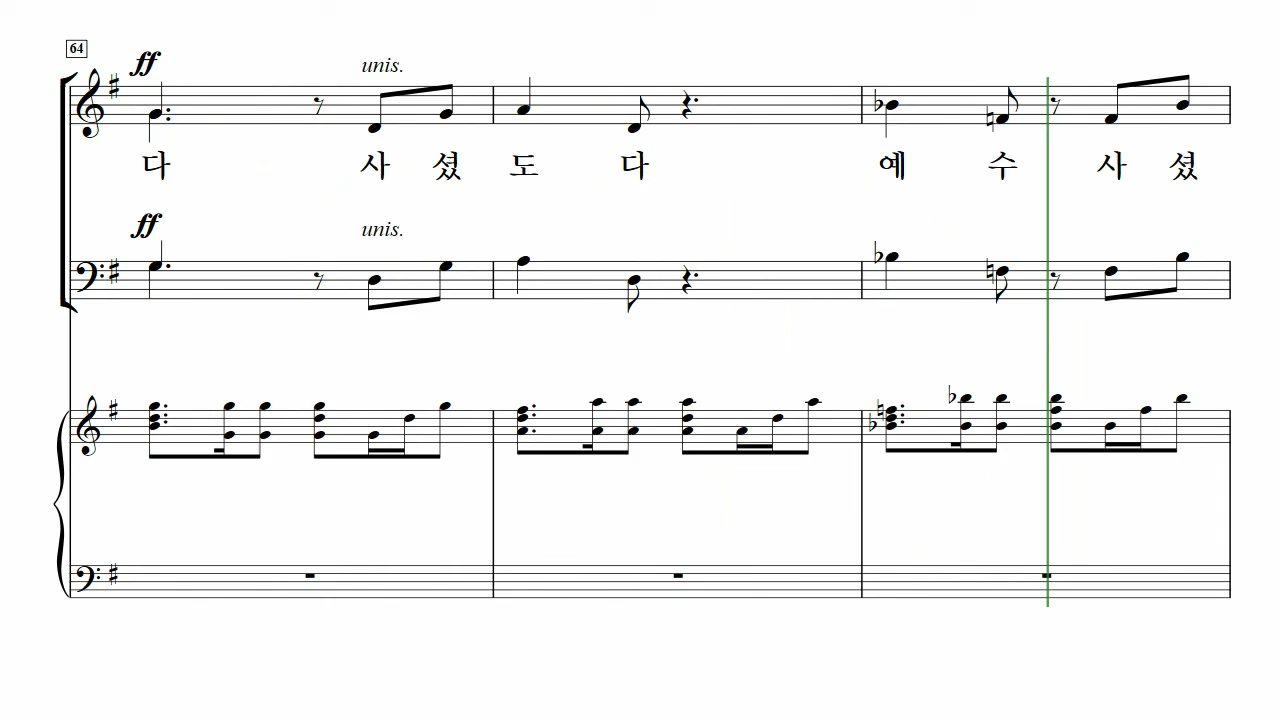 64
ff
unis.
다 사 셨 도 다 예 수 사 셨
ff
unis.